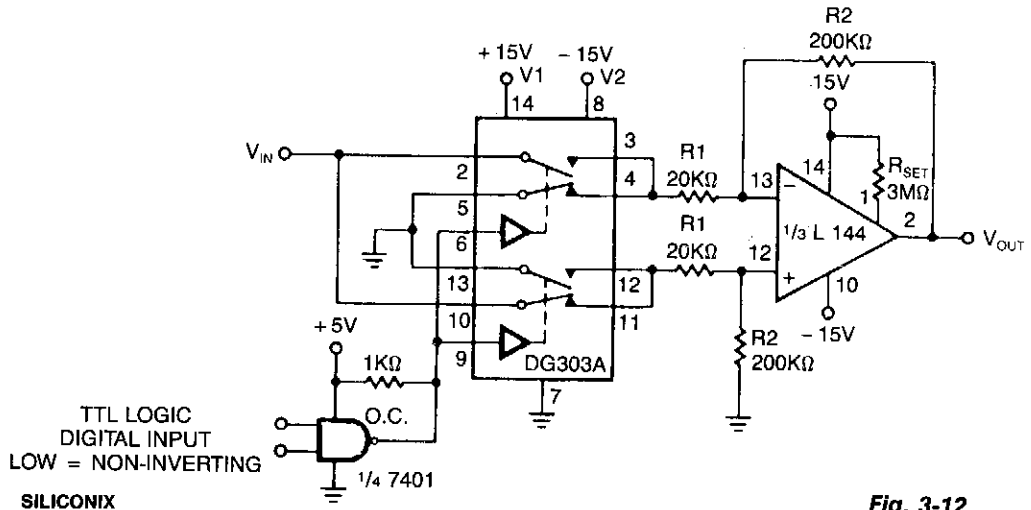 R2
200KΩ
+ 15V
V1
14
- 15V
V2
8
15V
VIN
2
3
4
R1
20KΩ
13
-
14
1
RSET
3MΩ
5
6
R1
20KΩ
12
+
1/3 L 144
2
VOUT
10
- 15V
13
10
9
12
11
DG303A
7
R2
200KΩ
+ 5V
1KΩ
O.C.
TTL LOGIC
DIGITAL INPUT
LOW = NON-INVERTING
1/4 7401
SILICONIX
Fig. 3-12